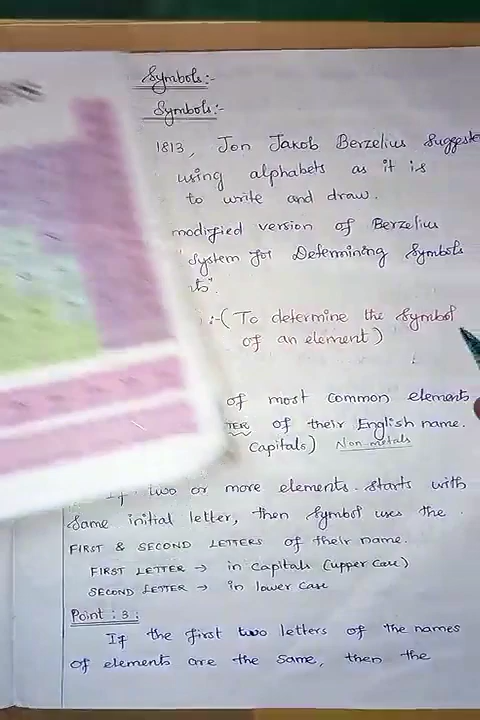 Symbols:-
Symbols:-
1813, Jon Jakob Berzelius Suggeste
using alphabets as it is
to write and draw.
modified version of Berzelius
"System for Determining Symbols
ts".
:-( To determine the Symbol
of an element)
of most common elements
TER of their English name.
Capitals) Non metals
If two or more elements starts with
Same initial letter, then Symbol uses the
FIRST & SECOND LETTERS of their name.
FIRST LETTER → in capitals (upper case)
SECOND LETTER → in lower case
Point : 3 :
If the first two letters of the names
of elements are the same, then the